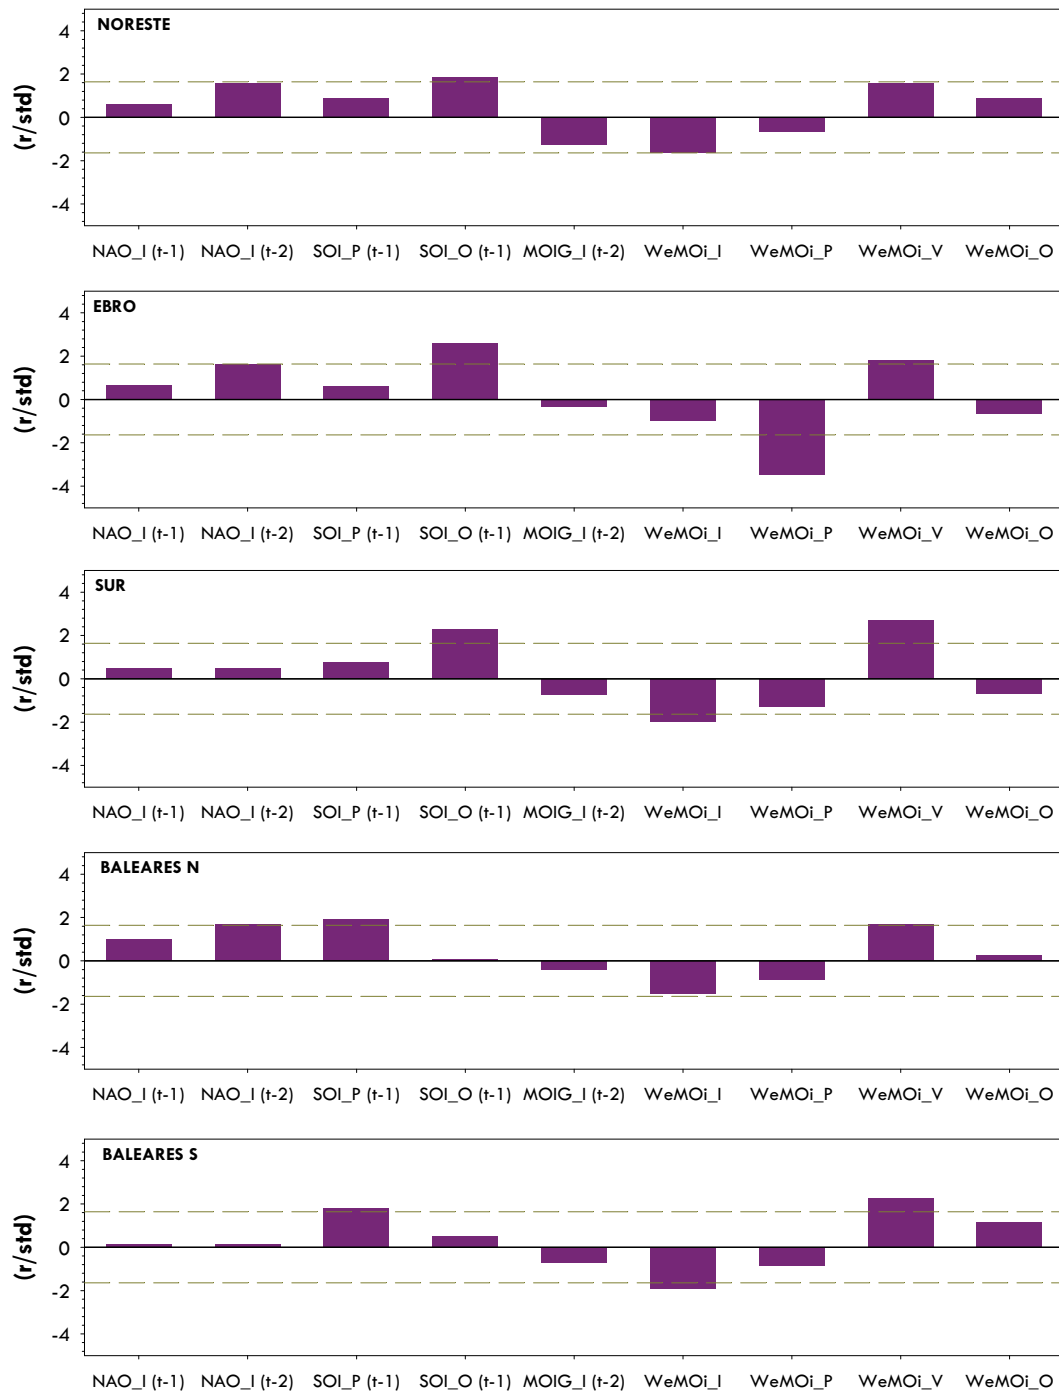 NORESTE
4
2
0
-2
-4
(r/std)
NAO_I (t-1) NAO_I (t-2) SOI_P (t-1) SOI_O (t-1) MOIG_I (t-2) WeMOi_I WeMOi_P WeMOi_V WeMOi_O
EBRO
4
2
0
-2
-4
(r/std)
NAO_I (t-1) NAO_I (t-2) SOI_P (t-1) SOI_O (t-1) MOIG_I (t-2) WeMOi_I WeMOi_P WeMOi_V WeMOi_O
SUR
4
2
0
-2
-4
(r/std)
NAO_I (t-1) NAO_I (t-2) SOI_P (t-1) SOI_O (t-1) MOIG_I (t-2) WeMOi_I WeMOi_P WeMOi_V WeMOi_O
BALEARES N
4
2
0
-2
-4
(r/std)
NAO_I (t-1) NAO_I (t-2) SOI_P (t-1) SOI_O (t-1) MOIG_I (t-2) WeMOi_I WeMOi_P WeMOi_V WeMOi_O
BALEARES S
4
2
0
-2
-4
(r/std)
NAO_I (t-1) NAO_I (t-2) SOI_P (t-1) SOI_O (t-1) MOIG_I (t-2) WeMOi_I WeMOi_P WeMOi_V WeMOi_O